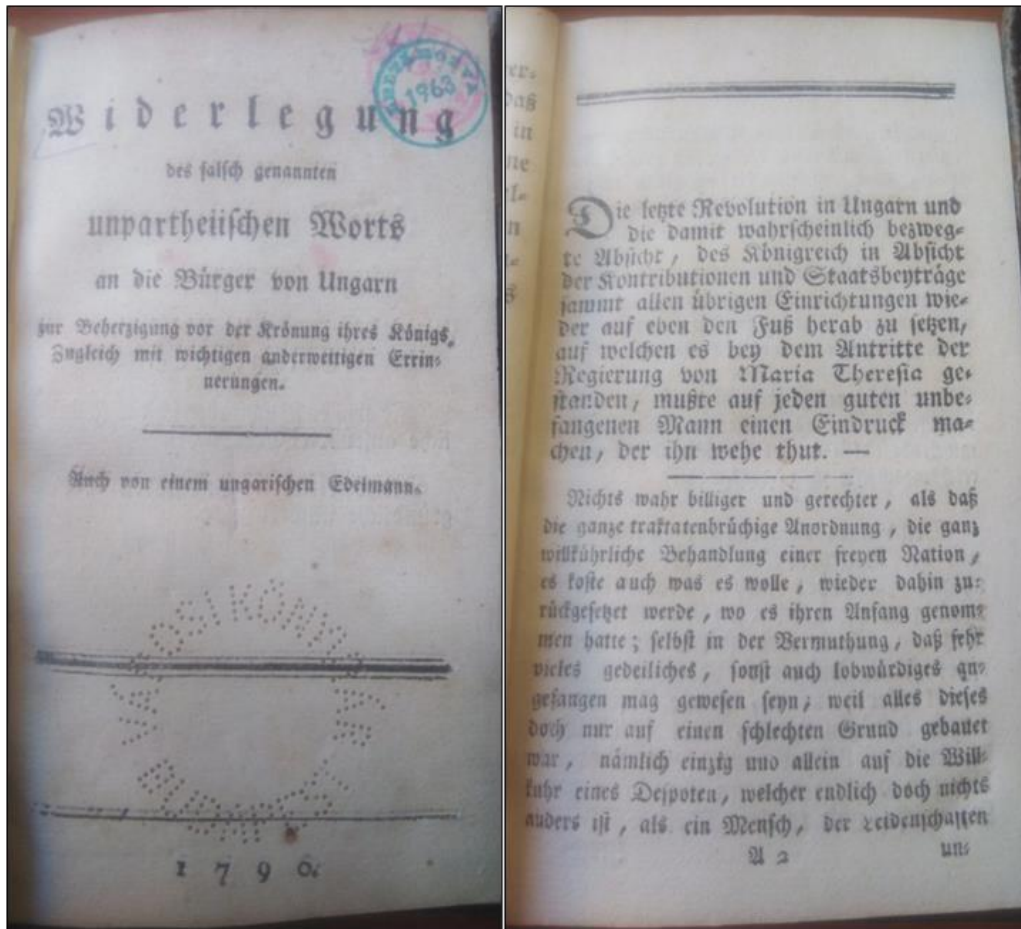 Widerlegung
des falsch genannten
unpartheiischen Worts
an die Bürger von Ungarn
zur Beherzigung vor der Krönung ihres Königs.
Zugleich mit wichtigen anderweitigen Errin-
nerungen.
Auch von einem ungarischen Edelmann.
1790.
1963
Die letzte Revolution in Ungarn und
die damit wahrscheinlich bezweg-
te Absicht, des Königreich in Absicht
der Kontributionen und Staatsbeyträge
sammt allen übrigen Einrichtungen wie-
der auf eben den Fuß herab zu setzen,
auf welchen es bey dem Antritte der
Regierung von Maria Theresia ge-
standen, mußte auf jeden guten unbe-
fangenen Mann einen Eindruck ma-
chen, der ihn wehe thut. —
Nichts wahr billiger und gerechter, als daß
die ganze traktatenbrüchige Anordnung, die ganz
willkührliche Behandlung einer freyen Nation,
es koste auch was es wolle, wieder dahin zu-
rückgesetzet werde, wo es ihren Anfang genom-
men hatte; selbst in der Vermuthung, daß sehr
vieles gedeiliches, sonst auch lobwürdiges an-
gefangen mag gewesen seyn; weil alles dieses
doch nur auf einen schlechten Grund gebauet
war, nämlich einzig und allein auf die Will-
kuhr eines Despoten, welcher endlich doch nichts
anders ist, als ein Mensch, der Leidenschaften
A 2 un-